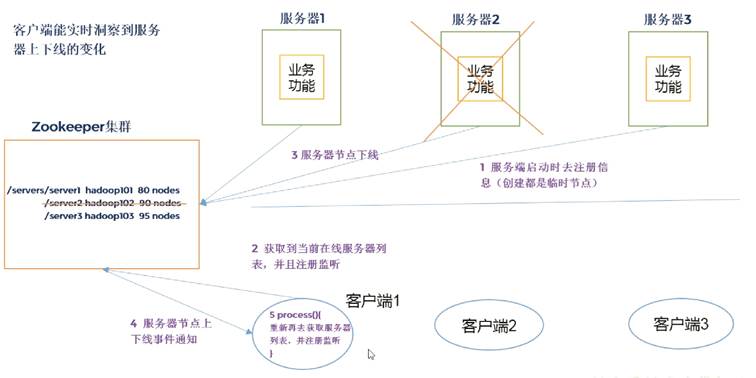 客户端能实时洞察到服务
器上下线的变化
服务器1
服务器2
服务器3
业务
功能
业务
功能
业务
功能
Zookeeper集群
3 服务器节点下线
1 服务端启动时去注册信
息（创建都是临时节点）
/servers/server1 hadoop101 80 nodes
/server2 hadoop102 90 nodes
/server3 hadoop103 95 nodes
2 获取到当前在线服务器列
表，并且注册监听
客户端1
客户端2
客户端3
4 服务器节点上
下线事件通知
5 process(){
重新再去获取服务器
列表，并注册监听
}